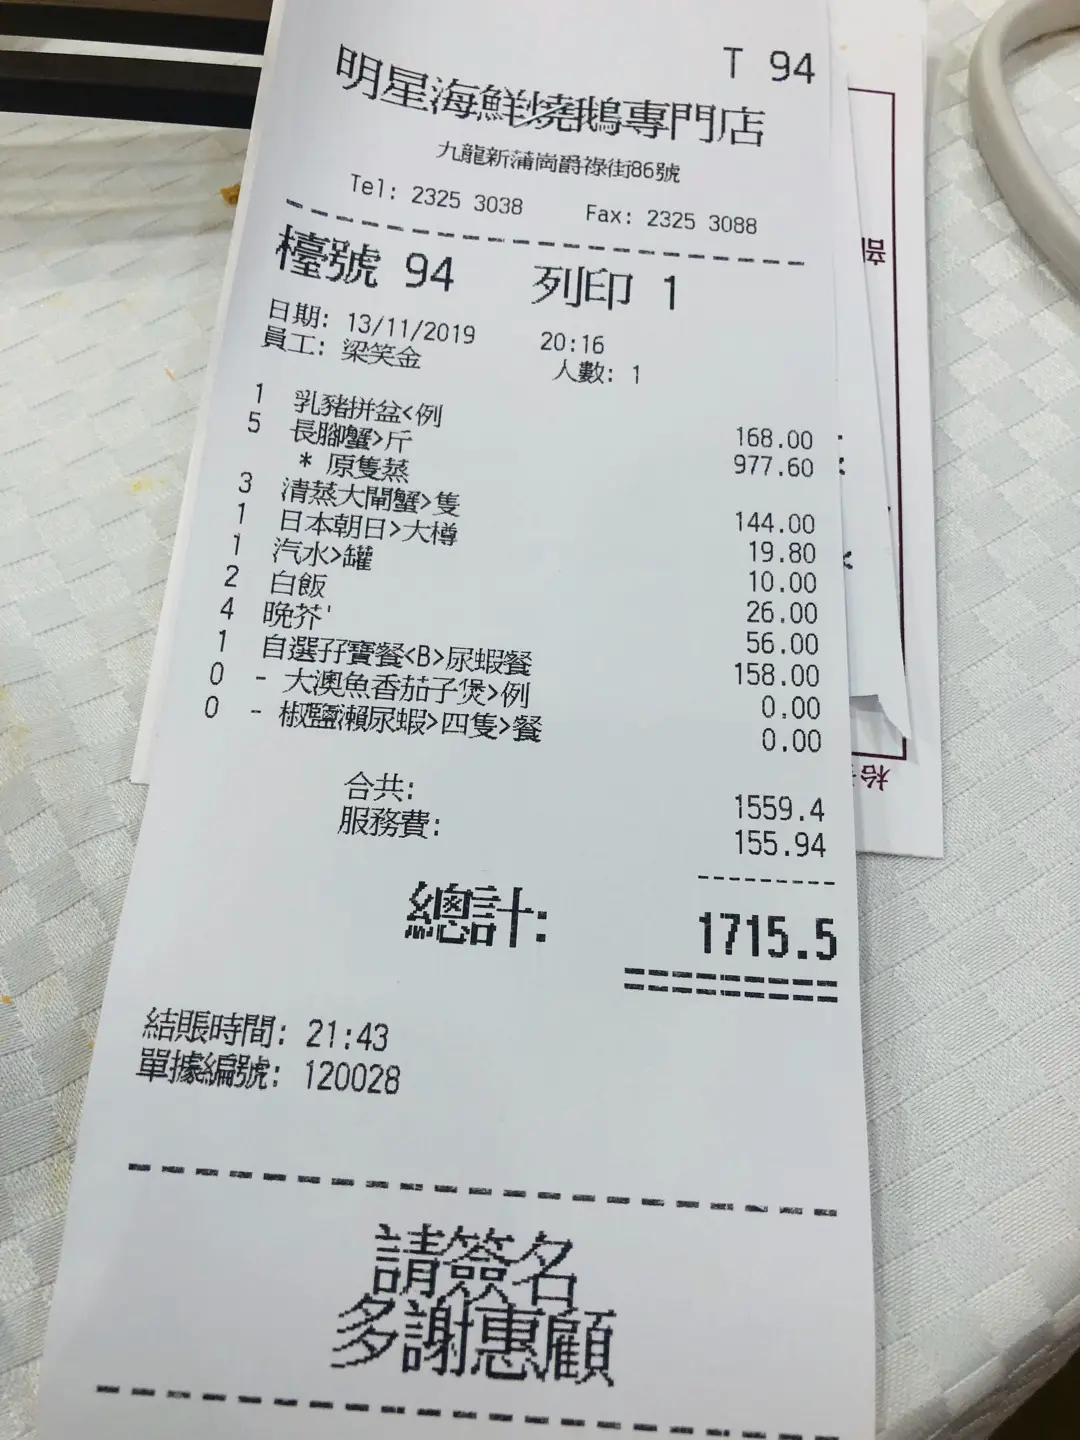 T 94
明星海鮮燒鵝專門店
九龍新蒲崗爵祿街86號
Tel: 2325 3038 Fax: 2325 3088
檯號 94 列印 1
日期: 13/11/2019 20:16
員工: 梁笑金 人數: 1
1 乳豬拼盆<例 168.00
5 長腳蟹>斤 977.60
* 原隻蒸
3 清蒸大閘蟹>隻 144.00
1 日本朝日>大樽 19.80
1 汽水>罐 10.00
2 白飯 26.00
4 晚芥' 56.00
1 自選孖寶餐<B>尿蝦餐 158.00
0 - 大澳魚香茄子煲>例 0.00
0 - 椒鹽瀨尿蝦>四隻>餐 0.00
合共: 1559.4
服務費: 155.94
總計: 1715.5
結賬時間: 21:43
單據編號: 120028
請簽名
多謝惠顧